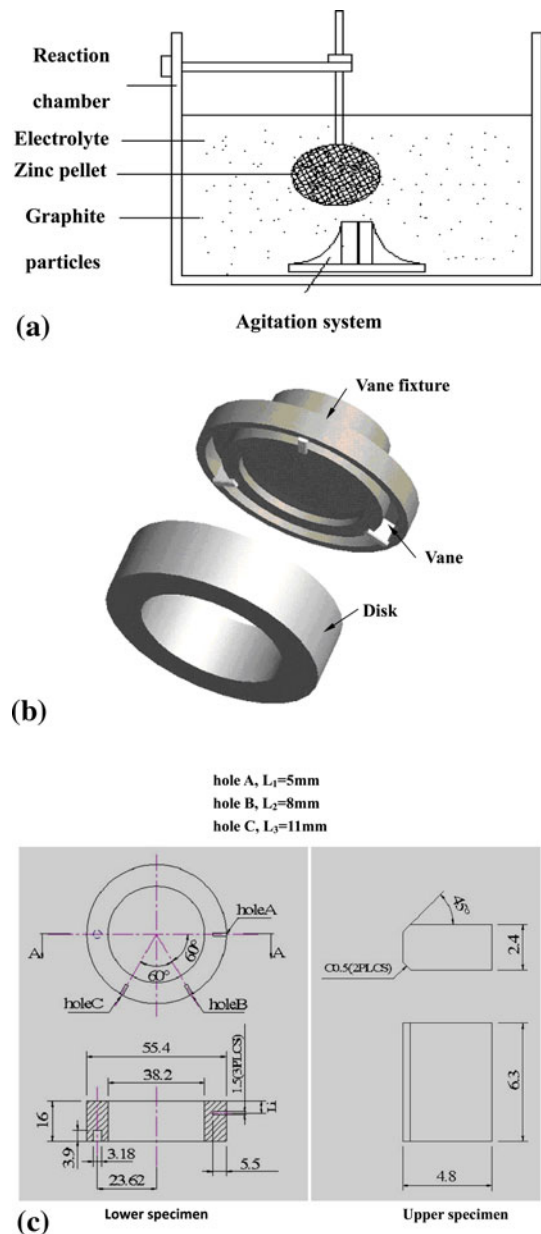 Reaction
chamber
Electrolyte
Zinc pellet
Graphite
particles
Agitation system
(a)
Vane fixture
Vane
Disk
(b)
hole A, L₁=5mm
hole B, L₂=8mm
hole C, L₃=11mm
holeA
A
A
60°
60°
holeC
holeB
55.4
38.2
1.5(3PLCS)
Li
16
3.9
3.18
23.62
5.5
Lower specimen
45°
C0.5(2PLCS)
2.4
6.3
4.8
Upper specimen
(c)